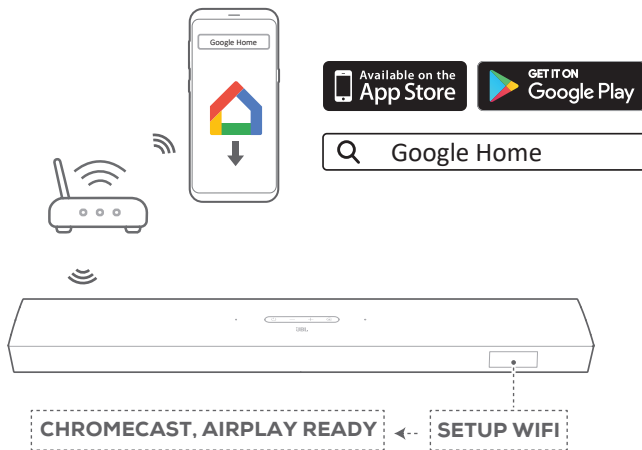 Google Home
Available on the
App Store
GET IT ON
Google Play
Google Home
JBL
CHROMECAST, AIRPLAY READY
SETUP WIFI